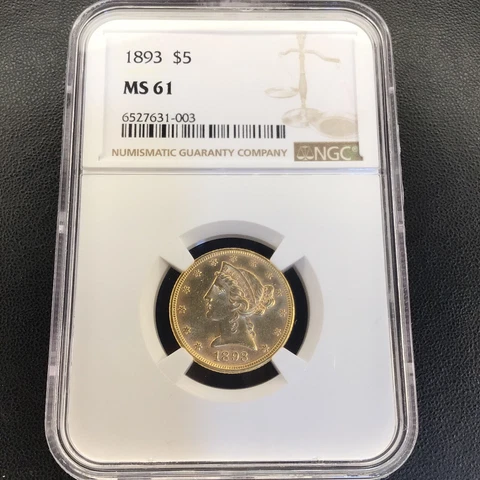 1893 $5
MS 61
6527631-003
NUMISMATIC GUARANTY COMPANY NGC
1893